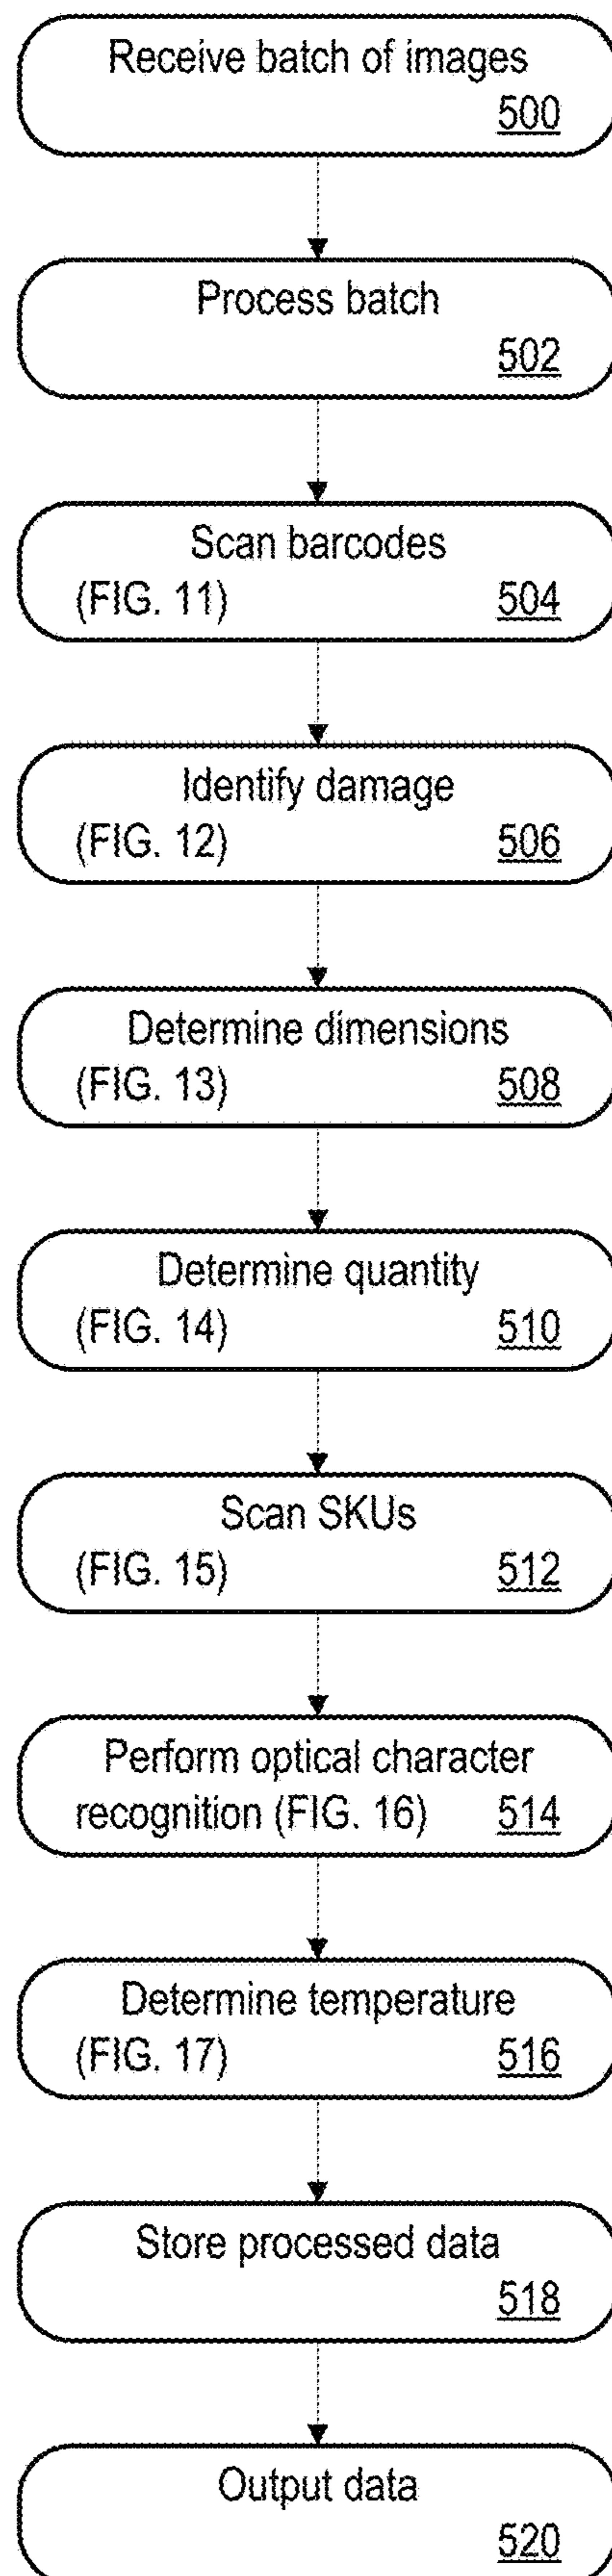 Receive batch of images
500
Process batch
502
Scan barcodes
(FIG. 11) 504
Identify damage
(FIG. 12) 506
Determine dimensions
(FIG. 13) 508
Determine quantity
(FIG. 14) 510
Scan SKUs
(FIG. 15) 512
Perform optical character
recognition (FIG. 16) 514
Determine temperature
(FIG. 17) 516
Store processed data
518
Output data
520